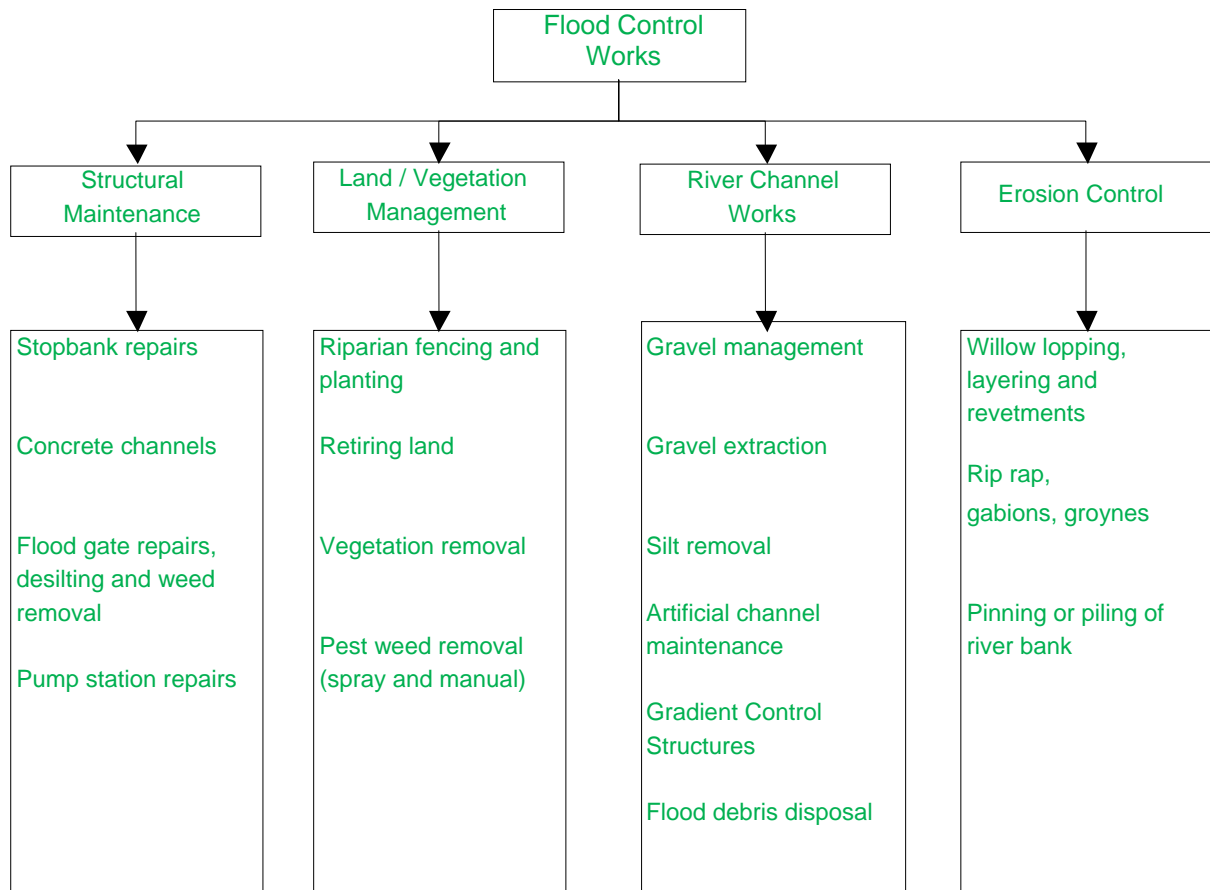 Flood Control
Works
Structural
Maintenance
Land / Vegetation
Management
River Channel
Works
Erosion Control
Stopbank repairs
Concrete channels
Flood gate repairs,
desilting and weed
removal
Pump station repairs
Riparian fencing and
planting
Retiring land
Vegetation removal
Pest weed removal
(spray and manual)
Gravel management
Gravel extraction
Silt removal
Artificial channel
maintenance
Gradient Control
Structures
Flood debris disposal
Willow lopping,
layering and
revetments
Rip rap,
gabions, groynes
Pinning or piling of
river bank